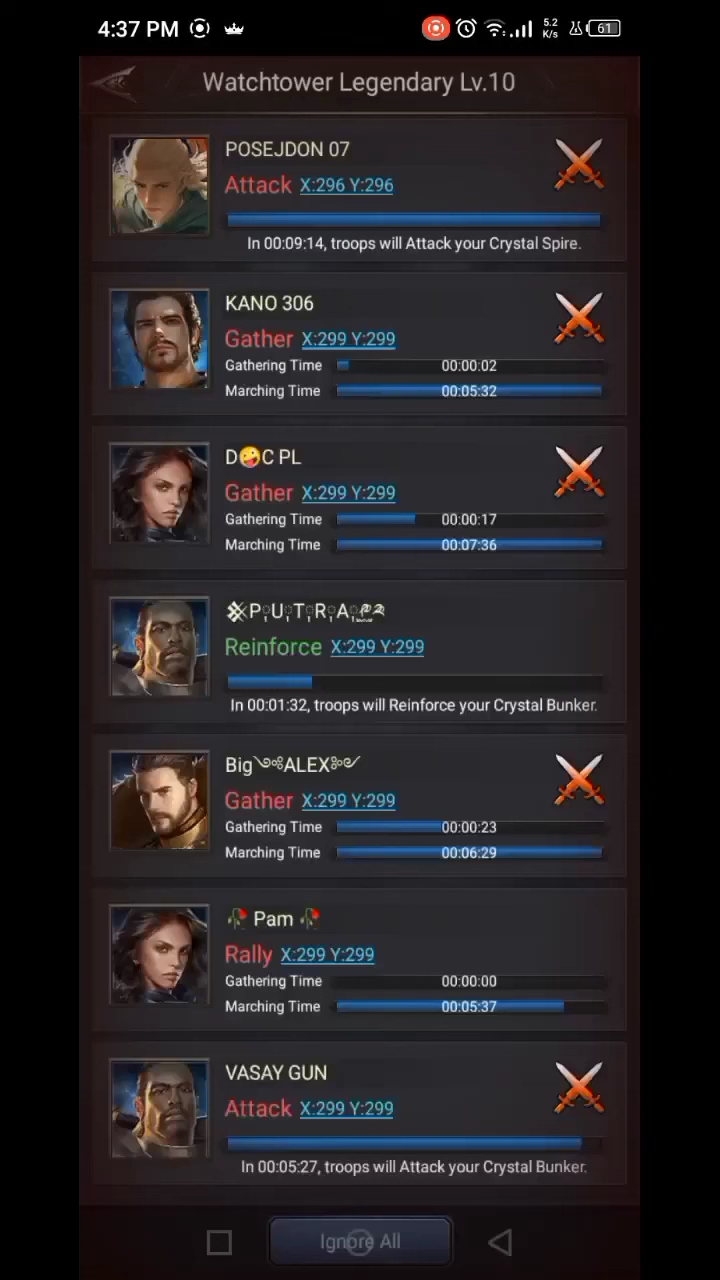 4:37 PM 5.2 K/s 61
Watchtower Legendary Lv.10
POSEJDON 07
Attack X:296 Y:296
In 00:09:14, troops will Attack your Crystal Spire.
KANO 306
Gather X:299 Y:299
Gathering Time 00:00:02
Marching Time 00:05:32
D🤪C PL
Gather X:299 Y:299
Gathering Time 00:00:17
Marching Time 00:07:36
PUTRA
Reinforce X:299 Y:299
In 00:01:32, troops will Reinforce your Crystal Bunker.
Big༄ALEX
Gather X:299 Y:299
Gathering Time 00:00:23
Marching Time 00:06:29
🥀 Pam 🥀
Rally X:299 Y:299
Gathering Time 00:00:00
Marching Time 00:05:37
VASAY GUN
Attack X:299 Y:299
In 00:05:27, troops will Attack your Crystal Bunker.
Ignore All